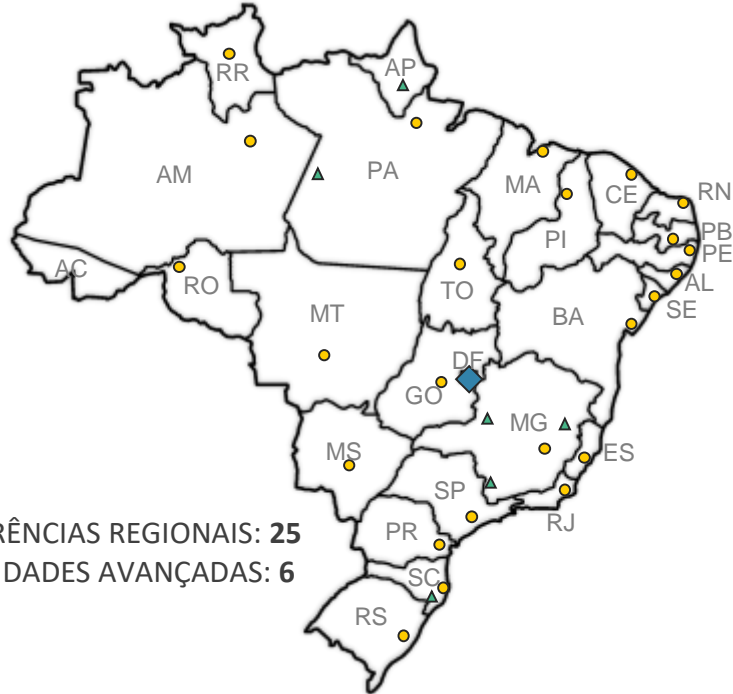 RR
AP
AM
PA
MA
CE
RN
PB
PE
PI
AC
RO
TO
AL
SE
BA
MT
DF
GO
MG
MS
ES
SP
RJ
PR
SC
RS
RÊNCIAS REGIONAIS: 25
IDADES AVANÇADAS: 6